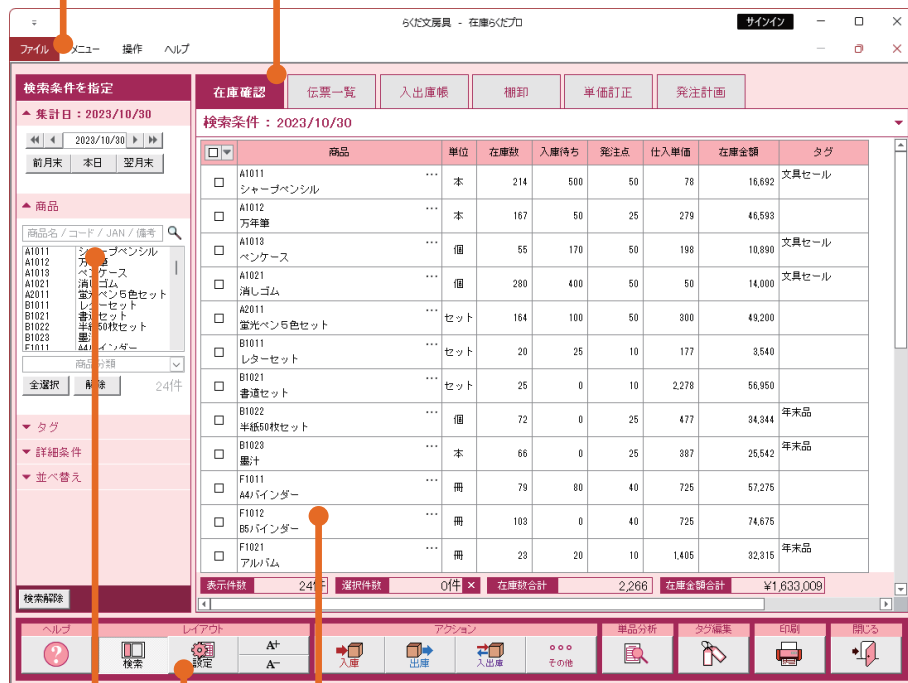 らくだ文房具 - 在庫らくだプロ
サインイン
ファイル メニュー 操作 ヘルプ
検索条件を指定
集計日:2023/10/30
2023/10/30
前月末 本日 翌月末
商品
商品名 / コード / JAN / 備考
A1011 シャープペンシル
A1012 万年筆
A1013 ペンケース
A1021 消しゴム
A2011 蛍光ペン5色セット
B1011 レターセット
B1021 書道セット
B1022 半紙50枚セット
B1023 墨汁
F1011 A4バインダー
商品分類
全選択 解除 24件
タグ
詳細条件
並べ替え
検索解除
在庫確認 伝票一覧 入出庫帳 棚卸 単価訂正 発注計画
検索条件:2023/10/30
商品 単位 在庫数 入庫待ち 発注点 仕入単価 在庫金額 タグ
A1011 ... 文具セール
シャープペンシル 本 214 500 50 78 16,692
A1012 ...
万年筆 本 167 50 25 279 46,593
A1013 ... 文具セール
ペンケース 個 55 170 50 198 10,890
A1021 ... 文具セール
消しゴム 個 280 400 50 50 14,000
A2011 ...
蛍光ペン5色セット セット 164 100 50 300 49,200
B1011 ...
レターセット セット 20 25 10 177 3,540
B1021 ...
書道セット セット 25 0 10 2,278 56,950
B1022 ... 年末品
半紙50枚セット 個 72 0 25 477 34,344
B1023 ... 年末品
墨汁 本 66 0 25 387 25,542
F1011 ...
A4バインダー 冊 79 80 40 725 57,275
F1012 ...
B5バインダー 冊 103 0 40 725 74,675
F1021 ... 年末品
アルバム 冊 23 20 10 1,405 32,315
表示件数 24件 選択件数 0件 × 在庫数合計 2,266 在庫金額合計 ¥1,633,009
ヘルプ レイアウト アクション 単品分析 タグ編集 印刷 閉じる
? 検索 設定 A+ A- 入庫 出庫 入出庫 その他